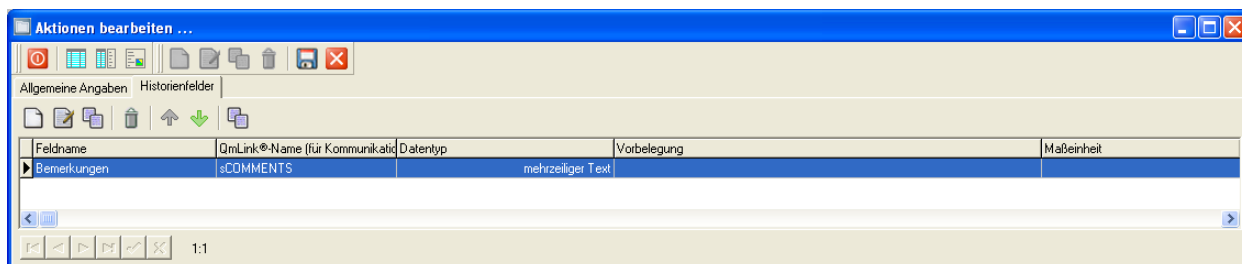 Aktionen bearbeiten ...
Allgemeine Angaben Historienfelder
Feldname QmLink®-Name (für Kommunikatio Datentyp Vorbelegung Maßeinheit
Bemerkungen sCOMMENTS mehrzeiliger Text
1:1